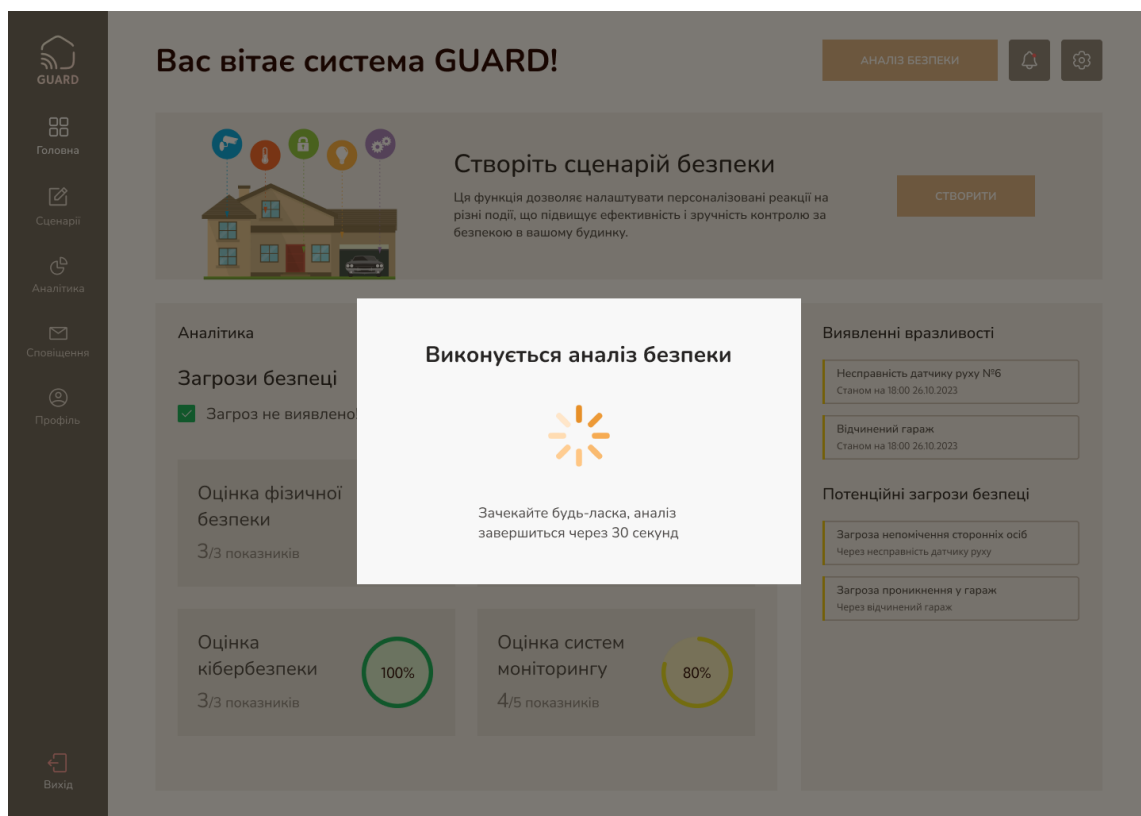 GUARD
Головна
Сценарії
Аналітика
Сповіщення
Профіль
Вихід
Вас вітає система GUARD!
АНАЛІЗ БЕЗПЕКИ
Створіть сценарій безпеки
Ця функція дозволяє налаштувати персоналізовані реакції на
різні події, що підвищує ефективність і зручність контролю за
безпекою в вашому будинку.
СТВОРИТИ
Аналітика
Загрози безпеці
Загроз не виявлено!
Оцінка фізичної
безпеки
3/3 показників
Оцінка
кібербезпеки
3/3 показників
100%
Оцінка систем
моніторингу
4/5 показників
80%
Виконується аналіз безпеки
Зачекайте будь-ласка, аналіз
завершиться через 30 секунд
Виявленні вразливості
Несправність датчику руху №6
Станом на 18:00 26.10.2023
Відчинений гараж
Станом на 18:00 26.10.2023
Потенційні загрози безпеці
Загроза непомічення сторонніх осіб
Через несправність датчику руху
Загроза проникнення у гараж
Через відчинений гараж